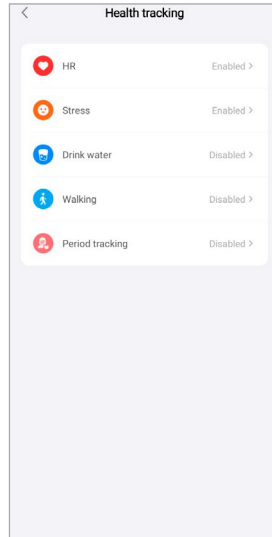 Health tracking
HR Enabled >
Stress Enabled >
Drink water Disabled >
Walking Disabled >
Period tracking Disabled >